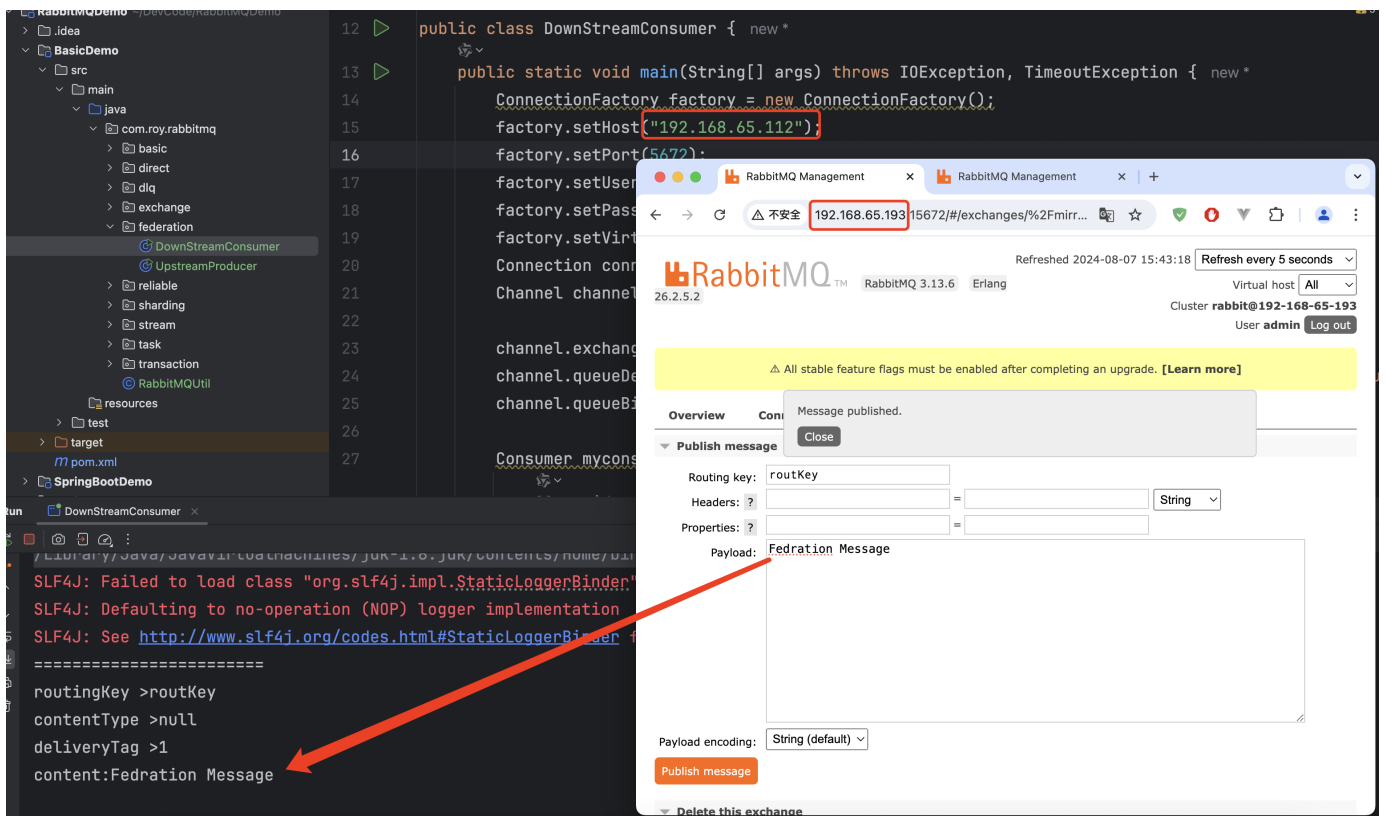 RabbitMQDemo ~/DevCode/RabbitMQDemo
.idea
BasicDemo
src
main
java
com.roy.rabbitmq
basic
direct
dlq
exchange
federation
DownStreamConsumer
UpstreamProducer
reliable
sharding
stream
task
transaction
RabbitMQUtil
resources
test
target
pom.xml
SpringBootDemo
12 public class DownStreamConsumer { new *
13 public static void main(String[] args) throws IOException, TimeoutException { new *
14 ConnectionFactory factory = new ConnectionFactory();
15 factory.setHost("192.168.65.112");
16 factory.setPort(5672);
17 factory.setUser
18 factory.setPass
19 factory.setVirt
20 Connection conn
21 Channel channel
22
23 channel.exchang
24 channel.queueDe
25 channel.queueBi
26
27 Consumer mycons
Run DownStreamConsumer
/Library/Java/JavaVirtualMachines/jdk-1.8.jdk/Contents/Home/bin
SLF4J: Failed to load class "org.slf4j.impl.StaticLoggerBinder"
SLF4J: Defaulting to no-operation (NOP) logger implementation
SLF4J: See http://www.slf4j.org/codes.html#StaticLoggerBinder f
========================
routingKey >routKey
contentType >null
deliveryTag >1
content:Fedration Message
RabbitMQ Management
RabbitMQ Management
不安全 192.168.65.193:15672/#/exchanges/%2Fmirr...
Refreshed 2024-08-07 15:43:18 Refresh every 5 seconds
RabbitMQ TM RabbitMQ 3.13.6 Erlang
26.2.5.2
Virtual host All
Cluster rabbit@192-168-65-193
User admin Log out
⚠ All stable feature flags must be enabled after completing an upgrade. [Learn more]
Overview Conn
Message published.
Close
Publish message
Routing key: routKey
Headers: ? = String
Properties: ? =
Payload: Fedration Message
Payload encoding: String (default)
Publish message
Delete this exchange